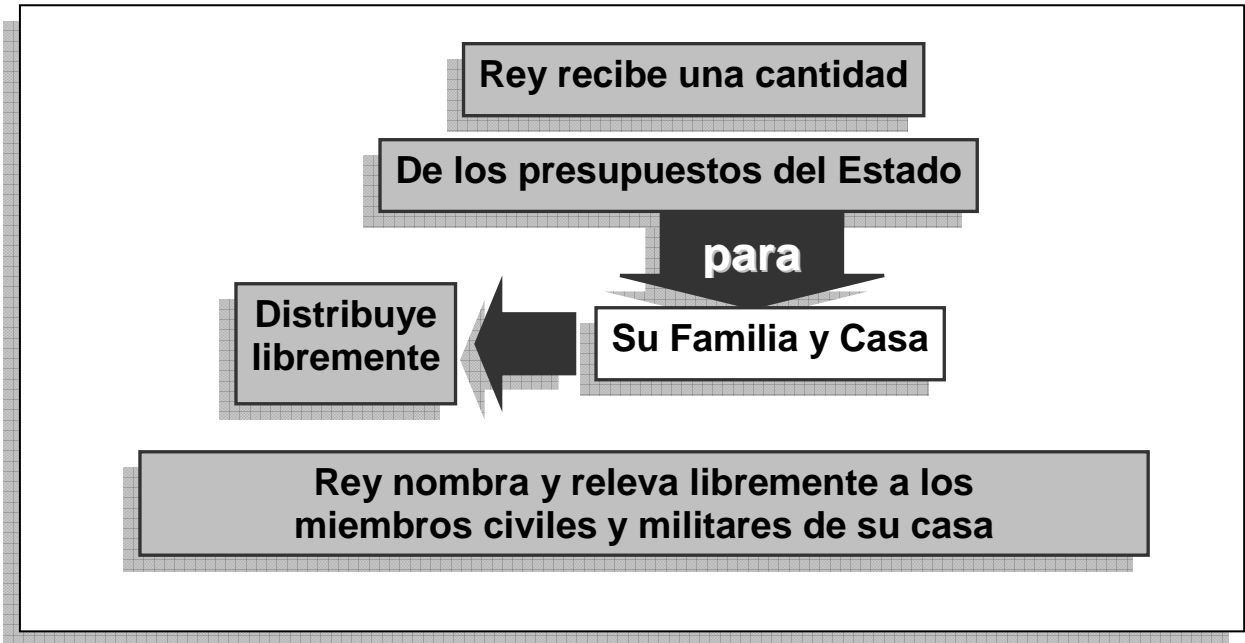 Rey recibe una cantidad
De los presupuestos del Estado
para
Su Familia y Casa
Distribuye
libremente
Rey nombra y releva libremente a los
miembros civiles y militares de su casa